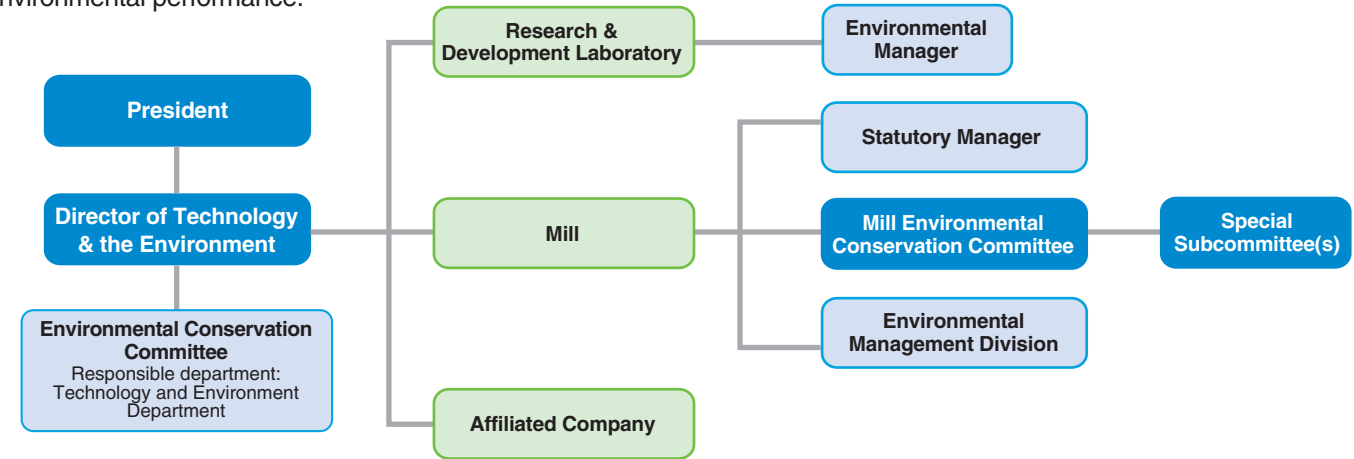 nvironmental performance.
Research &
Development Laboratory
Environmental
Manager
President
Statutory Manager
Director of Technology
& the Environment
Mill
Mill Environmental
Conservation Committee
Special
Subcommittee(s)
Environmental Conservation
Committee
Responsible department:
Technology and Environment
Department
Environmental
Management Division
Affiliated Company